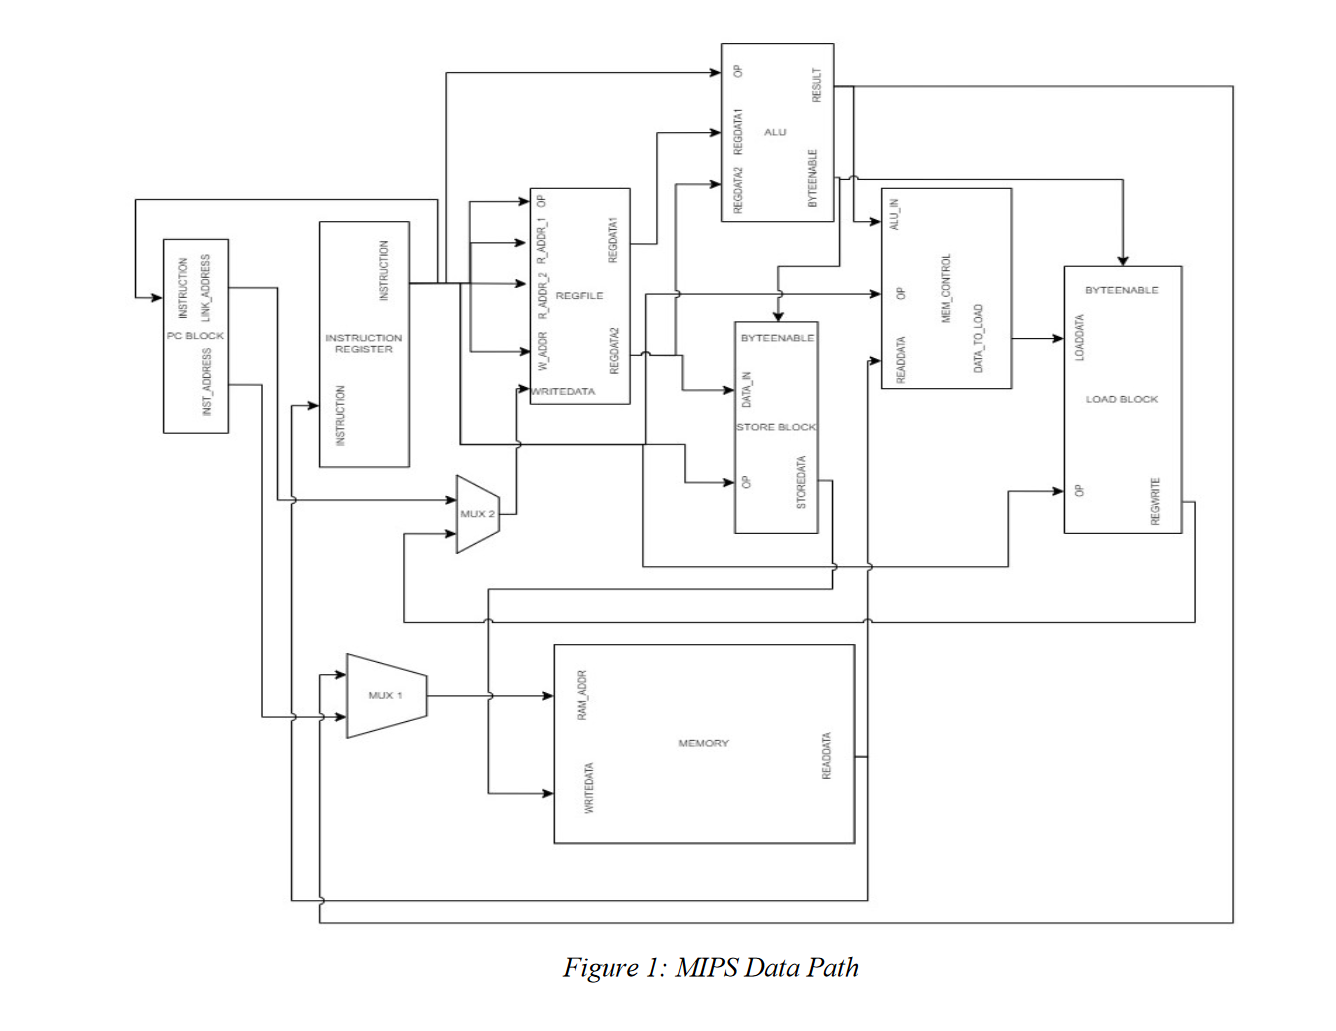 OP
RESULT
REGDATA1
ALU
REGDATA2
BYTEENABLE
OP
R_ADDR_1
R_ADDR_2
W_ADDR
WRITEDATA
REGFILE
REGDATA1
REGDATA2
INSTRUCTION
LINK_ADDRESS
PC BLOCK
INST_ADDRESS
INSTRUCTION
INSTRUCTION
REGISTER
INSTRUCTION
ALU_IN
OP
MEM_CONTROL
READDATA
DATA_TO_LOAD
BYTEENABLE
DATA_IN
STORE BLOCK
OP
STOREDATA
BYTEENABLE
LOADDATA
LOAD BLOCK
OP
REGWRITE
MUX 2
MUX 1
RAM_ADDR
MEMORY
WRITEDATA
READDATA
Figure 1: MIPS Data Path